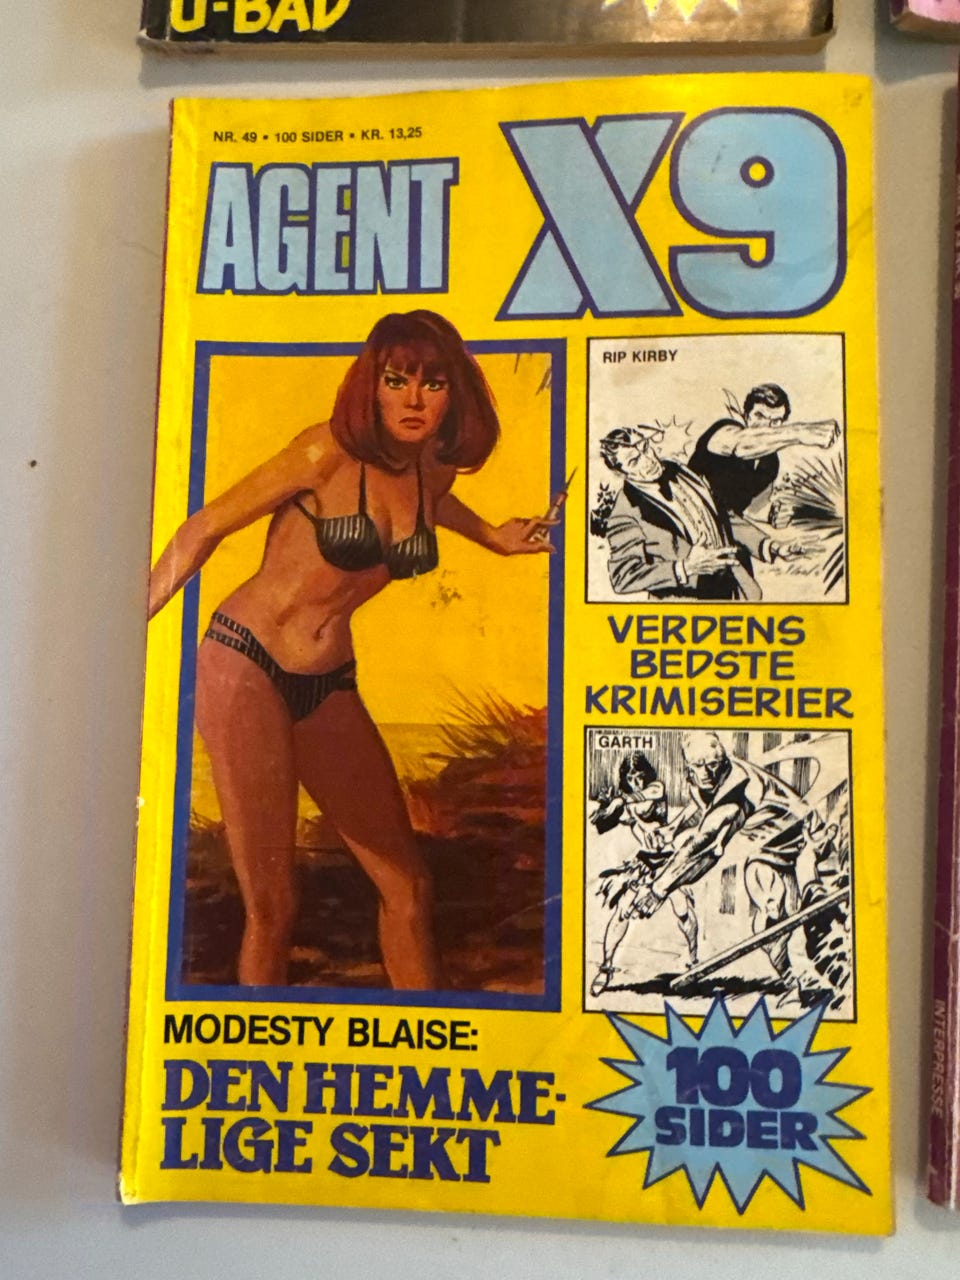 U-BÅD
NR. 49 • 100 SIDER • KR. 13,25
AGENT X9
RIP KIRBY
VERDENS
BEDSTE
KRIMISERIER
GARTH
MODESTY BLAISE:
DEN HEMME-
LIGE SEKT
100
SIDER
INTERPRESSE